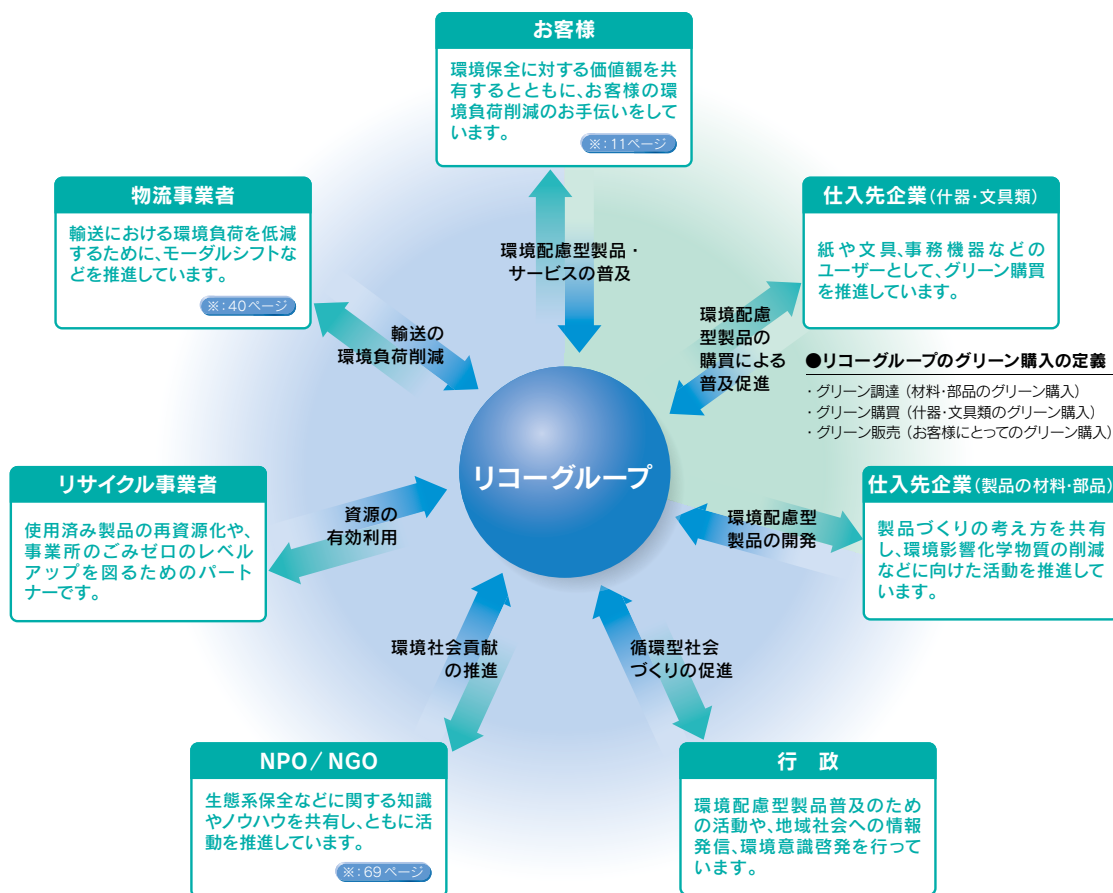 お客様
環境保全に対する価値観を共
有するとともに、お客様の環
境負荷削減のお手伝いをして
います。
※:11ページ
物流事業者
輸送における環境負荷を低減
するために、モーダルシフトな
どを推進しています。
※:40ページ
仕入先企業(什器・文具類)
紙や文具、事務機器などの
ユーザーとして、グリーン購買
を推進しています。
環境配慮型製品・
サービスの普及
輸送の
環境負荷削減
環境配慮
型製品の
購買による
普及促進
●リコーグループのグリーン購入の定義
・グリーン調達（材料・部品のグリーン購入）
・グリーン購買（什器・文具類のグリーン購入）
・グリーン販売（お客様にとってのグリーン購入）
リコーグループ
リサイクル事業者
使用済み製品の再資源化や、
事業所のごみゼロのレベル
アップを図るためのパート
ナーです。
資源の
有効利用
環境配慮型
製品の開発
仕入先企業(製品の材料・部品)
製品づくりの考え方を共有
し、環境影響化学物質の削減
などに向けた活動を推進して
います。
環境社会貢献
の推進
循環型社会
づくりの促進
NPO/NGO
生態系保全などに関する知識
やノウハウを共有し、ともに活
動を推進しています。
※:69ページ
行　政
環境配慮型製品普及のため
の活動や、地域社会への情報
発信、環境意識啓発を行って
います。